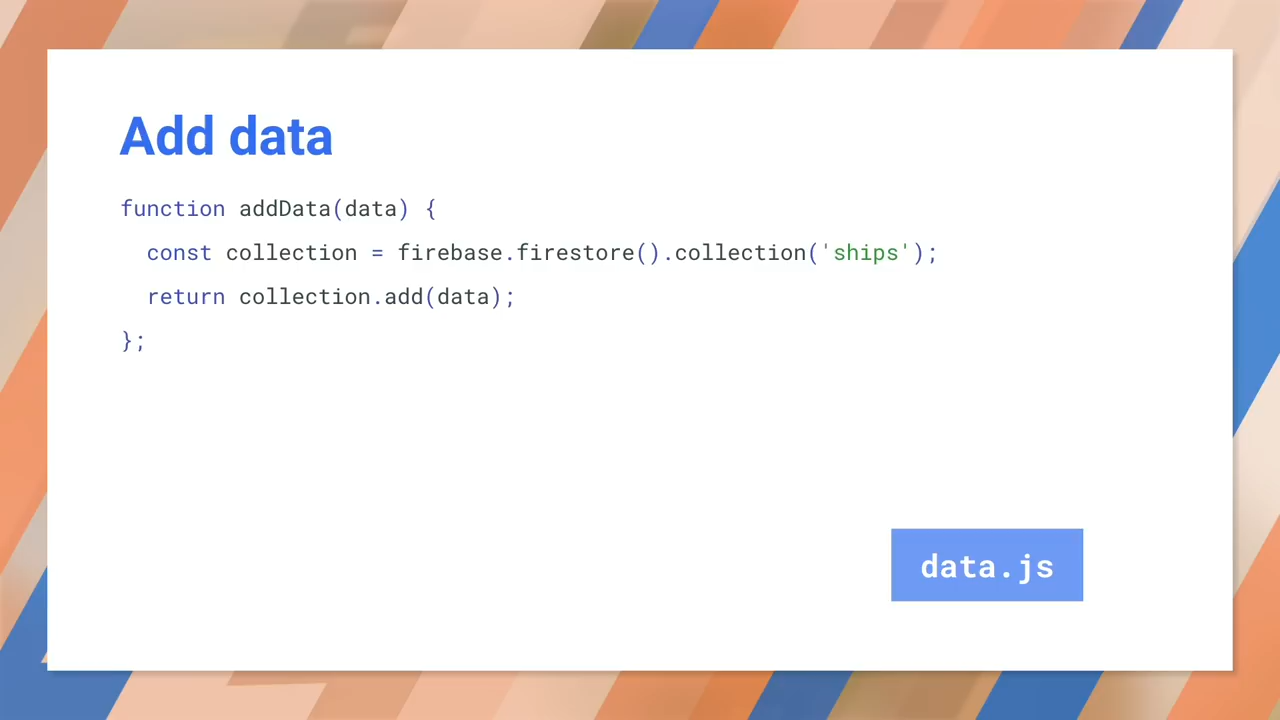 Add data
function addData(data) {
  const collection = firebase.firestore().collection('ships');
  return collection.add(data);
};
data.js